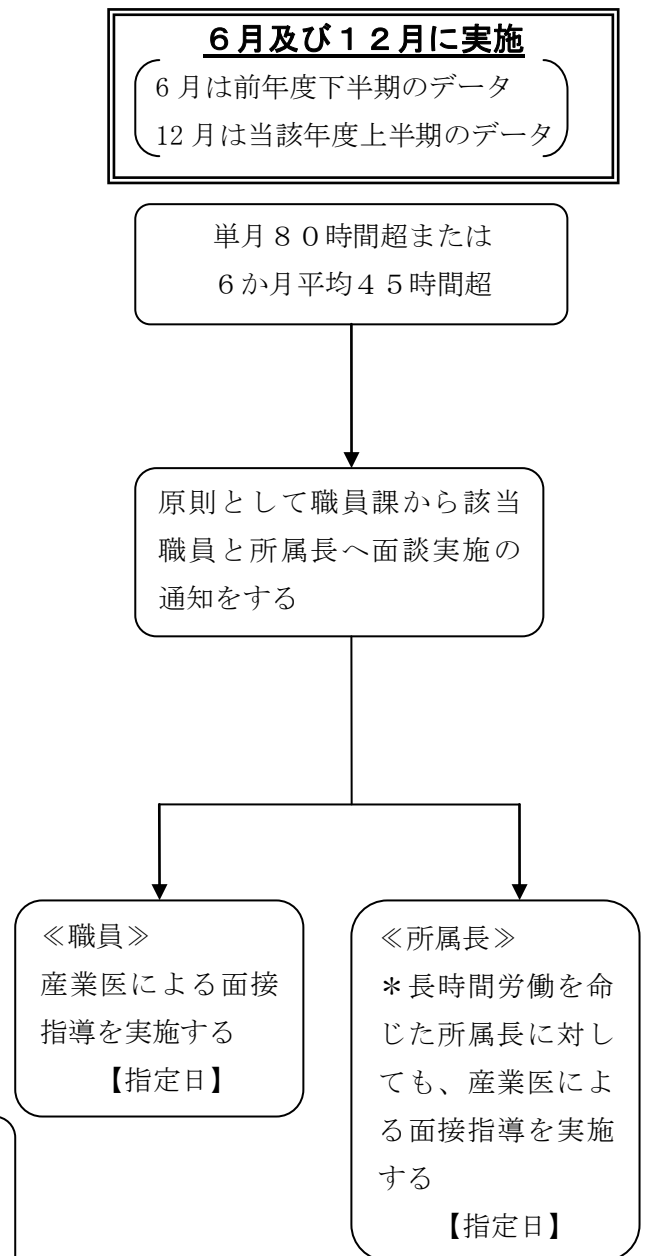 ６月及び１２月に実施
6 月は前年度下半期のデータ
12 月は当該年度上半期のデータ
単月８０時間超または
６か月平均４５時間超
原則として職員課から該当
職員と所属長へ面談実施の
通知をする
≪職員≫
産業医による面接
指導を実施する
【指定日】
≪所属長≫
＊長時間労働を命
じた所属長に対し
ても、産業医によ
る面接指導を実施
する
【指定日】